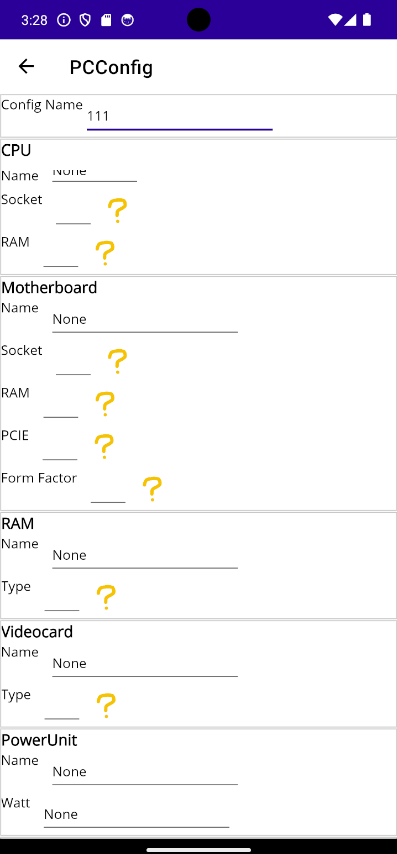 3:28
PCConfig
Config Name 111
CPU
Name None
Socket ?
RAM ?
Motherboard
Name None
Socket ?
RAM ?
PCIE ?
Form Factor ?
RAM
Name None
Type ?
Videocard
Name None
Type ?
PowerUnit
Name None
Watt None